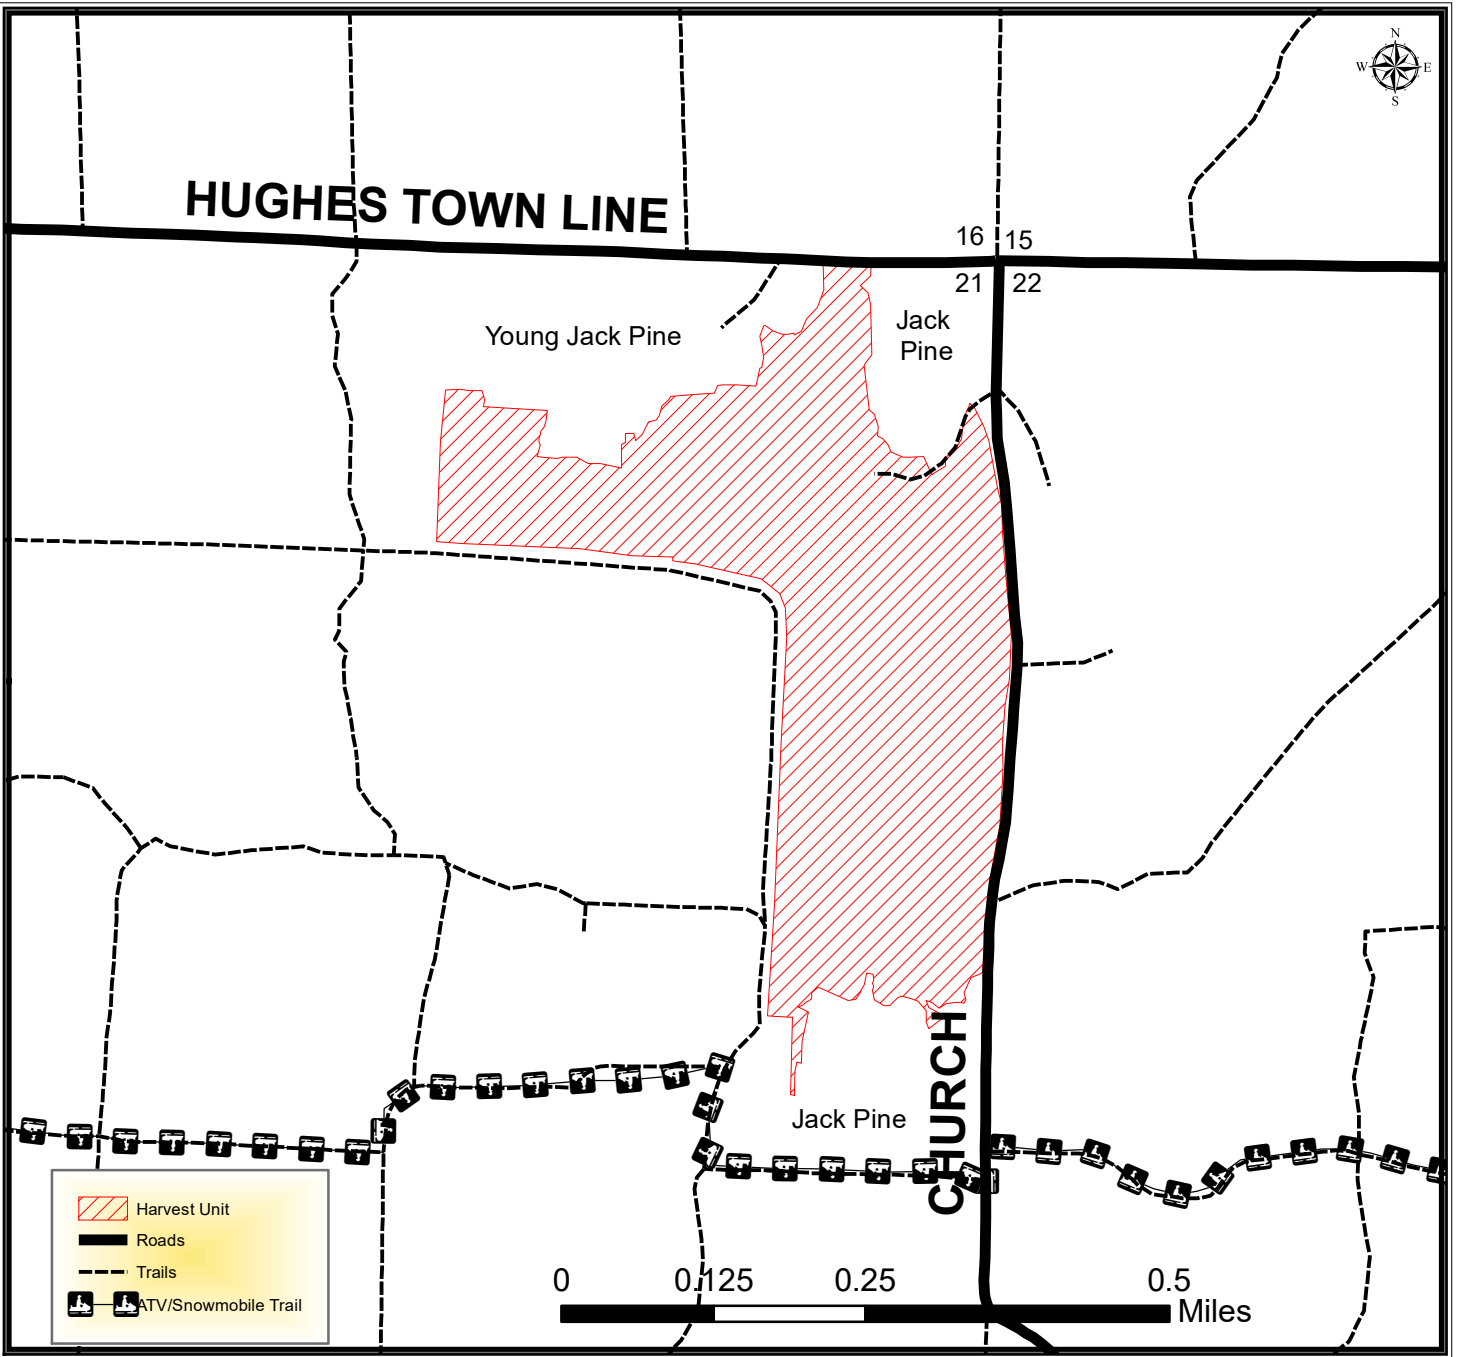 N
W E
S
HUGHES TOWN LINE
16 15
21 22
Young Jack Pine
Jack
Pine
Jack Pine
CHURCH
Harvest Unit
Roads
Trails
ATV/Snowmobile Trail
0 0.125 0.25 0.5
Miles